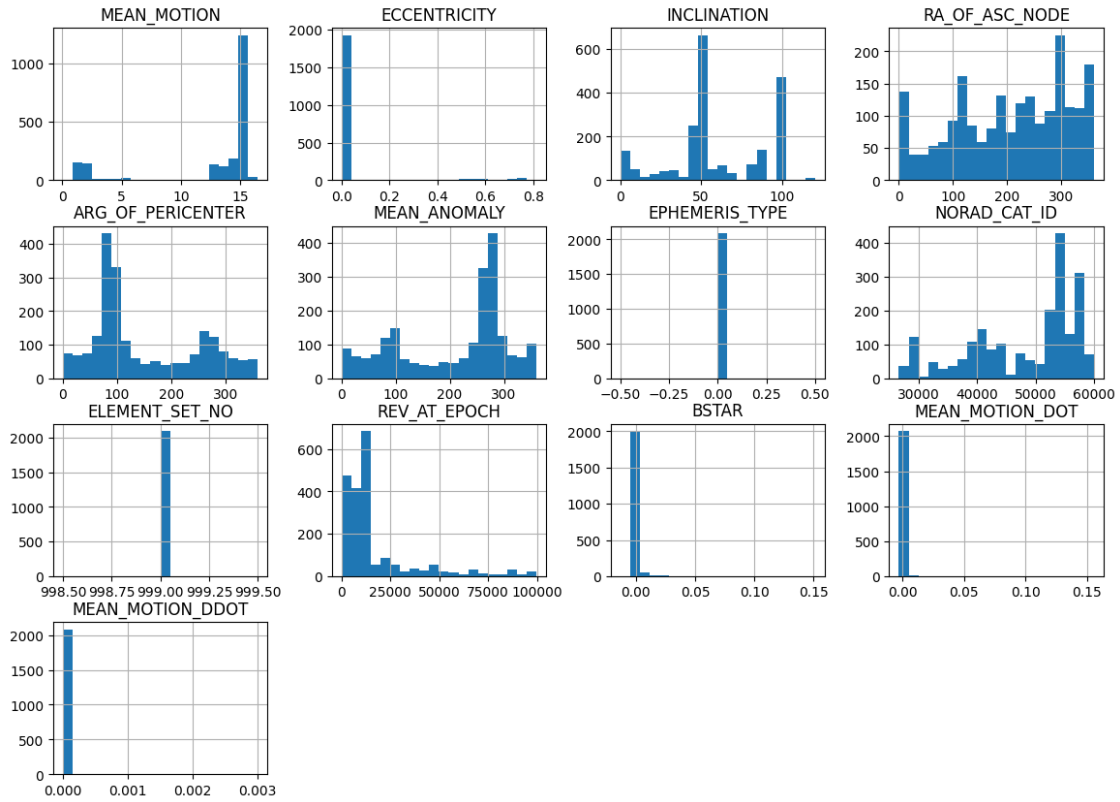 MEAN_MOTION ECCENTRICITY INCLINATION RA_OF_ASC_NODE
1000 500 0
0 5 10 15
2000 1500 1000 500 0
0.0 0.2 0.4 0.6 0.8
600 400 200 0
0 50 100
200 150 100 50 0
0 100 200 300
ARG_OF_PERICENTER MEAN_ANOMALY EPHEMERIS_TYPE NORAD_CAT_ID
400 300 200 100 0
0 100 200 300
400 300 200 100 0
0 100 200 300
2000 1500 1000 500 0
−0.50 −0.25 0.00 0.25 0.50
400 300 200 100 0
30000 40000 50000 60000
ELEMENT_SET_NO REV_AT_EPOCH BSTAR MEAN_MOTION_DOT
2000 1500 1000 500 0
998.50 998.75 999.00 999.25 999.50
600 400 200 0
0 25000 50000 75000 100000
2000 1500 1000 500 0
0.00 0.05 0.10 0.15
2000 1500 1000 500 0
0.00 0.05 0.10 0.15
MEAN_MOTION_DDOT
2000 1500 1000 500 0
0.000 0.001 0.002 0.003